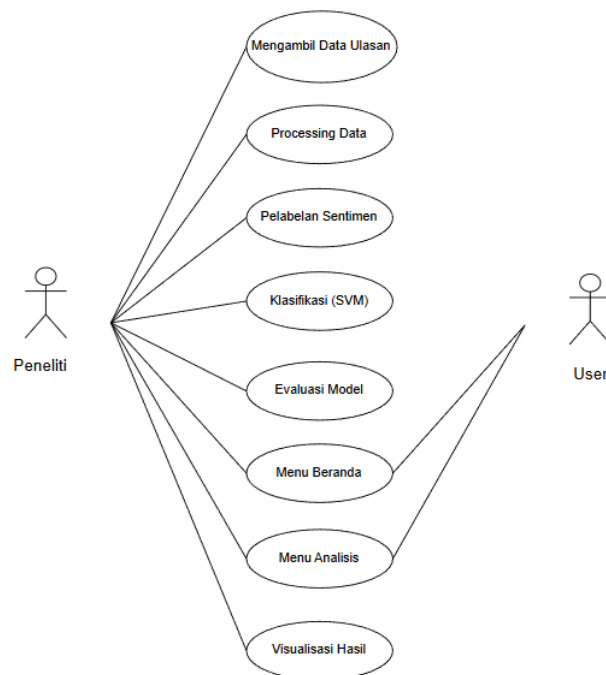 Mengambil Data Ulasan
Processing Data
Pelabelan Sentimen
Klasifikasi (SVM)
Peneliti
User
Evaluasi Model
Menu Beranda
Menu Analisis
Visualisasi Hasil